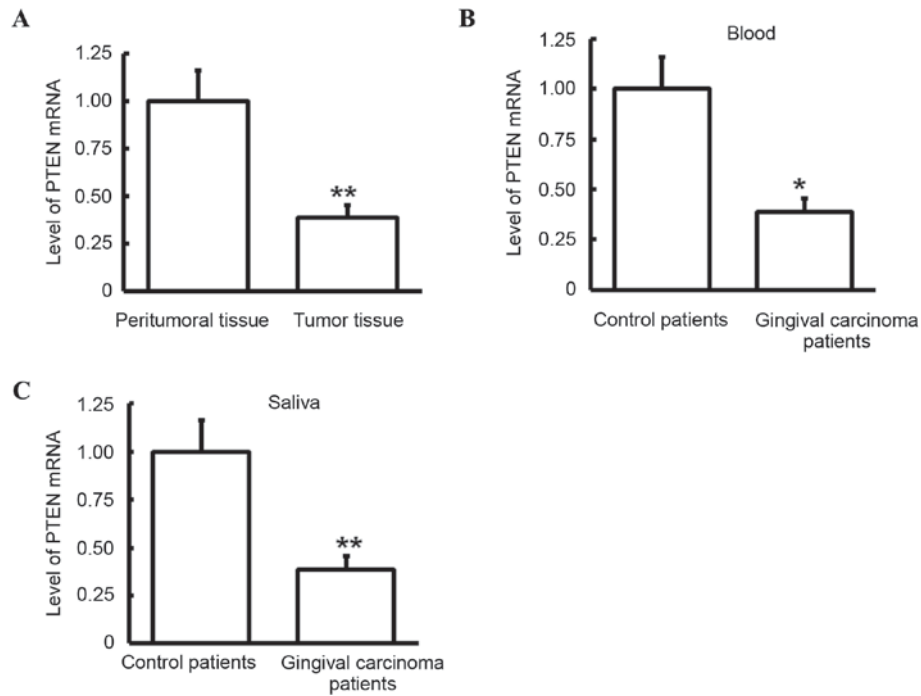 A
Level of PTEN mRNA
1.25
1.00
0.75
0.50
0.25
0
**
Peritumoral tissue
Tumor tissue
B
Blood
Level of PTEN mRNA
1.25
1.00
0.75
0.50
0.25
0
*
Control patients
Gingival carcinoma
patients
C
Saliva
Level of PTEN mRNA
1.25
1.00
0.75
0.50
0.25
0
**
Control patients
Gingival carcinoma
patients